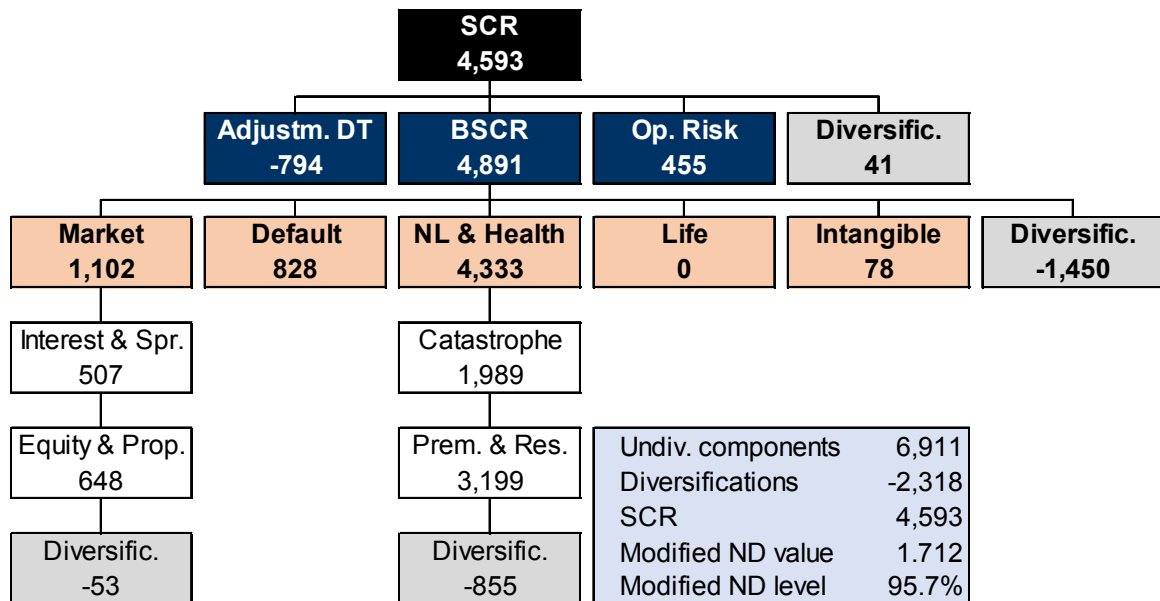 SCR
4,593
Adjustm. DT
-794
BSCR
4,891
Op. Risk
455
Diversific.
41
Market
1,102
Default
828
NL & Health
4,333
Life
0
Intangible
78
Diversific.
-1,450
Interest & Spr.
507
Catastrophe
1,989
Equity & Prop.
648
Prem. & Res.
3,199
Diversific.
-53
Diversific.
-855
Undiv. components 6,911
Diversifications -2,318
SCR 4,593
Modified ND value 1.712
Modified ND level 95.7%